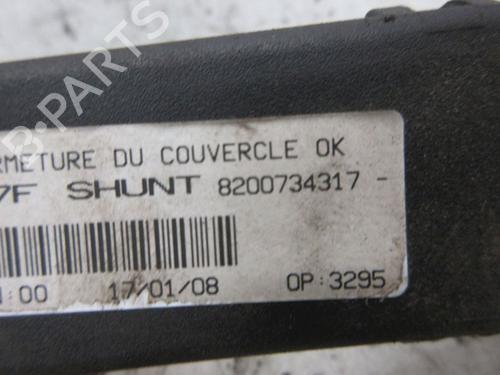 RMETURE DU COUVERCLE OK
7F SHUNT 8200734317 -
:00 17/01/08 OP:3295
B-PARTS